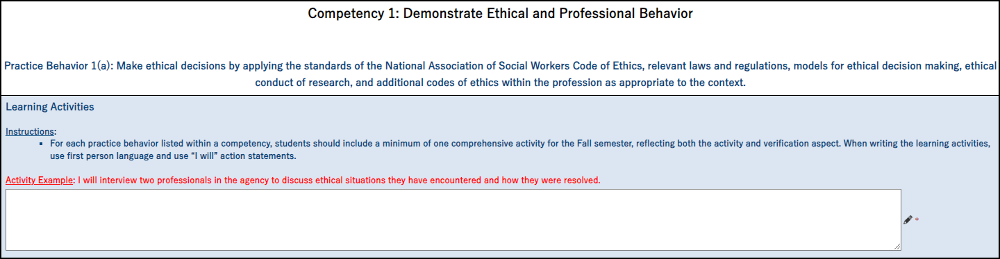 Competency 1: Demonstrate Ethical and Professional Behavior
Practice Behavior 1(a): Make ethical decisions by applying the standards of the National Association of Social Workers Code of Ethics, relevant laws and regulations, models for ethical decision making, ethical
conduct of research, and additional codes of ethics within the profession as appropriate to the context.
Learning Activities
Instructions:
▪ For each practice behavior listed within a competency, students should include a minimum of one comprehensive activity for the Fall semester, reflecting both the activity and verification aspect. When writing the learning activities,
use first person language and use “I will” action statements.
Activity Example: I will interview two professionals in the agency to discuss ethical situations they have encountered and how they were resolved.
*